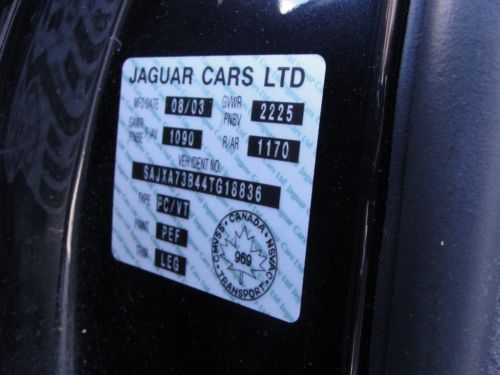 JAGUAR CARS LTD
MFD DATE 08/03 GVWR PNBV 2225
GAWR PNBE F/AV 1090 R/AR 1170
VEH IDENT NO.
SAJXA73B44TG18836
TYPE PC/VT
PAINT PEF
TRIM LEG
CMVSS · CANADA · NSVAC
969
TRANSPORT